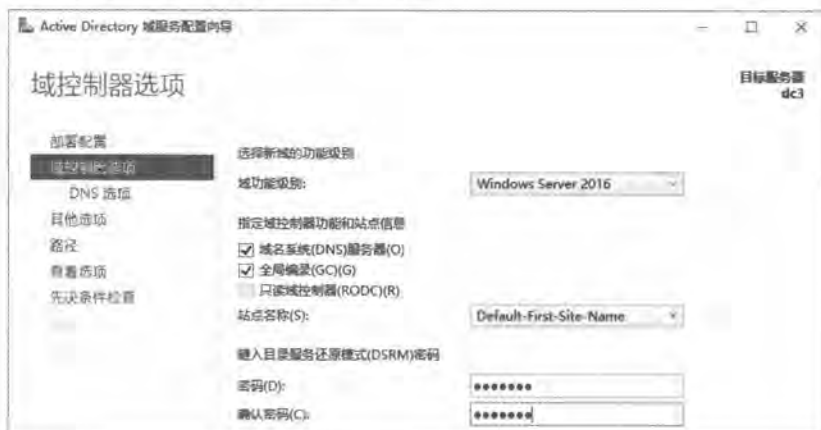 Active Directory 域服务配置向导
域控制器选项
目标服务器
dc3
部署配置
域控制器选项
DNS 选项
其他选项
路径
查看选项
先决条件检查
选择新域的功能级别
域功能级别:
Windows Server 2016
指定域控制器功能和站点信息
域名系统(DNS)服务器(O)
全局编录(GC)(G)
只读域控制器(RODC)(R)
站点名称(S):
Default-First-Site-Name
键入目录服务还原模式(DSRM)密码
密码(D):
●●●●●●●
确认密码(C):
●●●●●●●